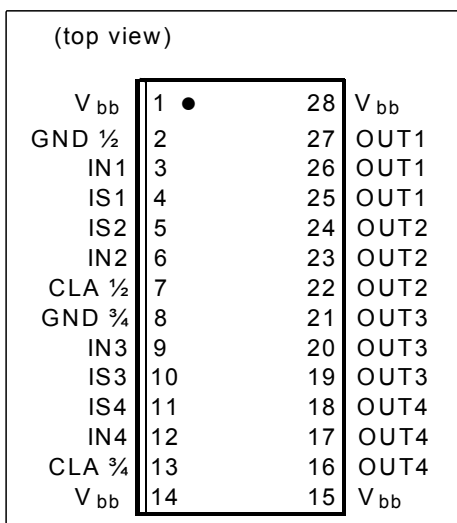 (top view)
V bb 1 ● 28 V bb
GND ½ 2 27 OUT1
IN1 3 26 OUT1
IS1 4 25 OUT1
IS2 5 24 OUT2
IN2 6 23 OUT2
CLA ½ 7 22 OUT2
GND ¾ 8 21 OUT3
IN3 9 20 OUT3
IS3 10 19 OUT3
IS4 11 18 OUT4
IN4 12 17 OUT4
CLA ¾ 13 16 OUT4
V bb 14 15 V bb